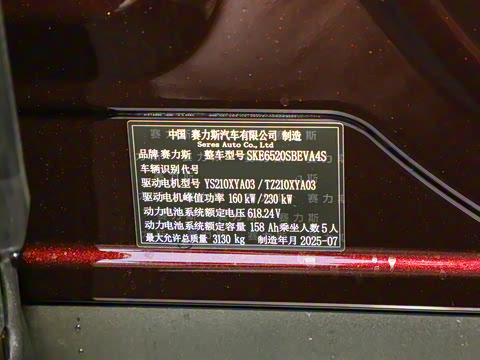 中国 赛力斯汽车有限公司 制造
Seres Auto Co., Ltd
品牌 赛力斯 整车型号 SKE6520SBEVA4S
车辆识别代号
驱动电机型号 YS210XYA03 / TZ210XYA03
驱动电机峰值功率 160 kW/230 kW
动力电池系统额定电压 618.24V
动力电池系统额定容量 158 Ah 乘坐人数 5 人
最大允许总质量 3130 kg 制造年月 2025-07